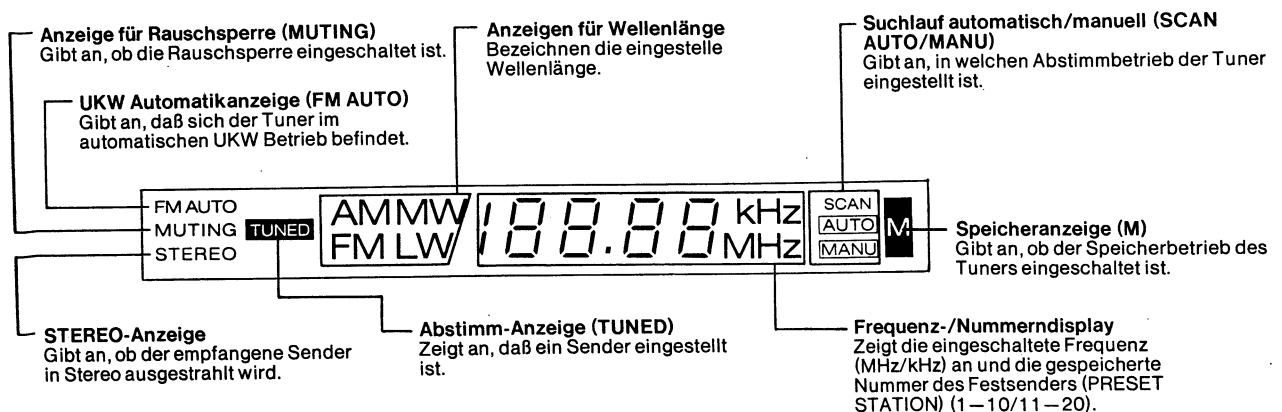 Anzeige für Rauschsperre (MUTING)
Gibt an, ob die Rauschsperre eingeschaltet ist.
UKW Automatikanzeige (FM AUTO)
Gibt an, daß sich der Tuner im
automatischen UKW Betrieb befindet.
Anzeigen für Wellenlänge
Bezeichnen die eingestele
Wellenlänge.
Suchlauf automatisch/manuell (SCAN
AUTO/MANU)
Gibt an, in welchen Abstimmbetrieb der Tuner
eingestellt ist.
FM AUTO
MUTING
STEREO
TUNED
AM MW
FM LW
188.88 kHz
MHz
SCAN
AUTO
MANU
M
Speicheranzeige (M)
Gibt an, ob der Speicherbetrieb des
Tuners eingeschaltet ist.
STEREO-Anzeige
Gibt an, ob der empfangene Sender
in Stereo ausgestrahlt wird.
Abstimm-Anzeige (TUNED)
Zeigt an, daß ein Sender eingestellt
ist.
Frequenz-/Nummerndisplay
Zeigt die eingeschaltete Frequenz
(MHz/kHz) an und die gespeicherte
Nummer des Festsenders (PRESET
STATION) (1—10/11—20).